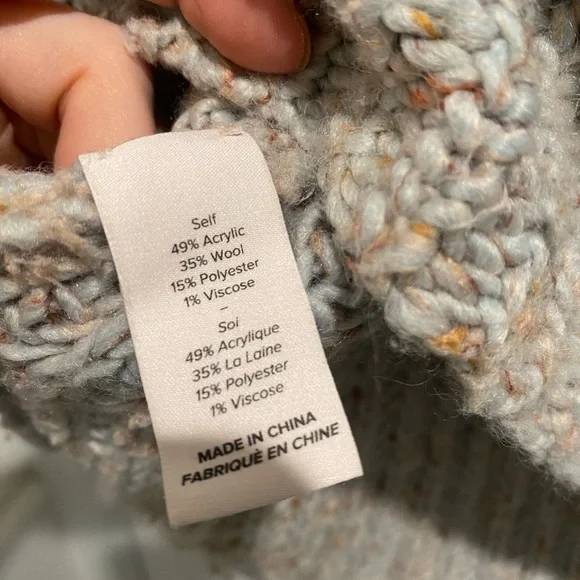 Self
49% Acrylic
35% Wool
15% Polyester
1% Viscose
–
Soi
49% Acrylique
35% La Laine
15% Polyester
1% Viscose
MADE IN CHINA
FABRIQUÈ EN CHINE